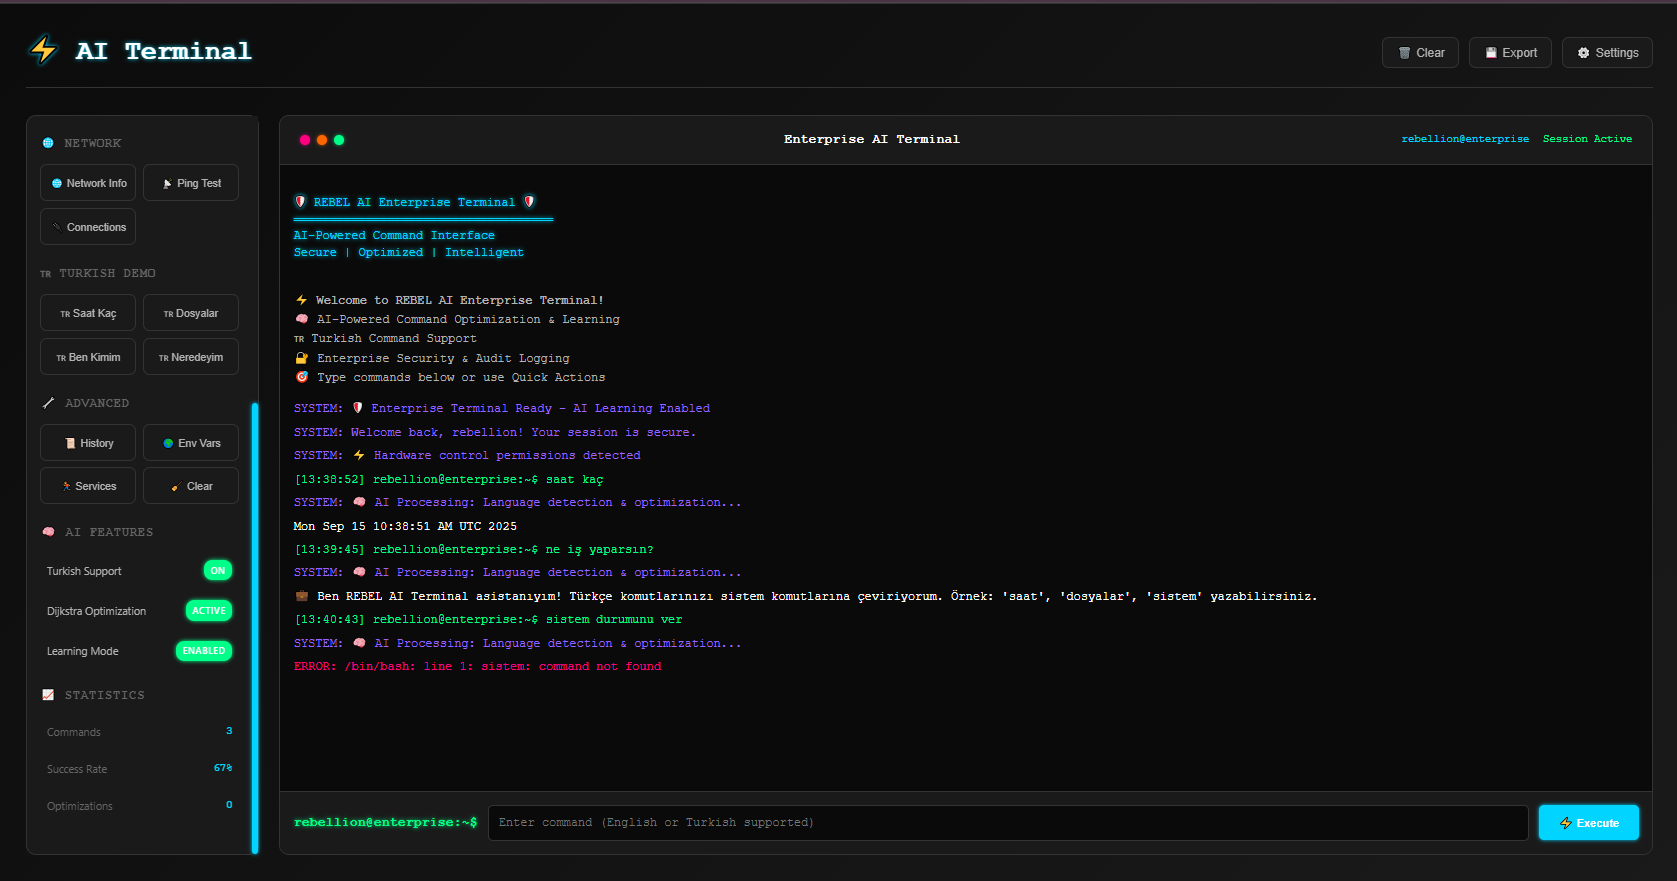 AI Terminal
Clear
Export
Settings
NETWORK
Network Info
Ping Test
Connections
TR TURKISH DEMO
TR Saat Kaç
TR Dosyalar
TR Ben Kimim
TR Neredeyim
ADVANCED
History
Env Vars
Services
Clear
AI FEATURES
Turkish Support ON
Dijkstra Optimization ACTIVE
Learning Mode ENABLED
STATISTICS
Commands 3
Success Rate 67%
Optimizations 0
Enterprise AI Terminal
rebellion@enterprise Session Active
REBEL AI Enterprise Terminal
AI-Powered Command Interface
Secure | Optimized | Intelligent
Welcome to REBEL AI Enterprise Terminal!
AI-Powered Command Optimization & Learning
TR Turkish Command Support
Enterprise Security & Audit Logging
Type commands below or use Quick Actions
SYSTEM: Enterprise Terminal Ready - AI Learning Enabled
SYSTEM: Welcome back, rebellion! Your session is secure.
SYSTEM: Hardware control permissions detected
[13:38:52] rebellion@enterprise:~$ saat kaç
SYSTEM: AI Processing: Language detection & optimization...
Mon Sep 15 10:38:51 AM UTC 2025
[13:39:45] rebellion@enterprise:~$ ne iş yaparsın?
SYSTEM: AI Processing: Language detection & optimization...
Ben REBEL AI Terminal asistanıyım! Türkçe komutlarınızı sistem komutlarına çeviriyorum. Örnek: 'saat', 'dosyalar', 'sistem' yazabilirsiniz.
[13:40:43] rebellion@enterprise:~$ sistem durumunu ver
SYSTEM: AI Processing: Language detection & optimization...
ERROR: /bin/bash: line 1: sistem: command not found
rebellion@enterprise:~$ Enter command (English or Turkish supported)
Execute